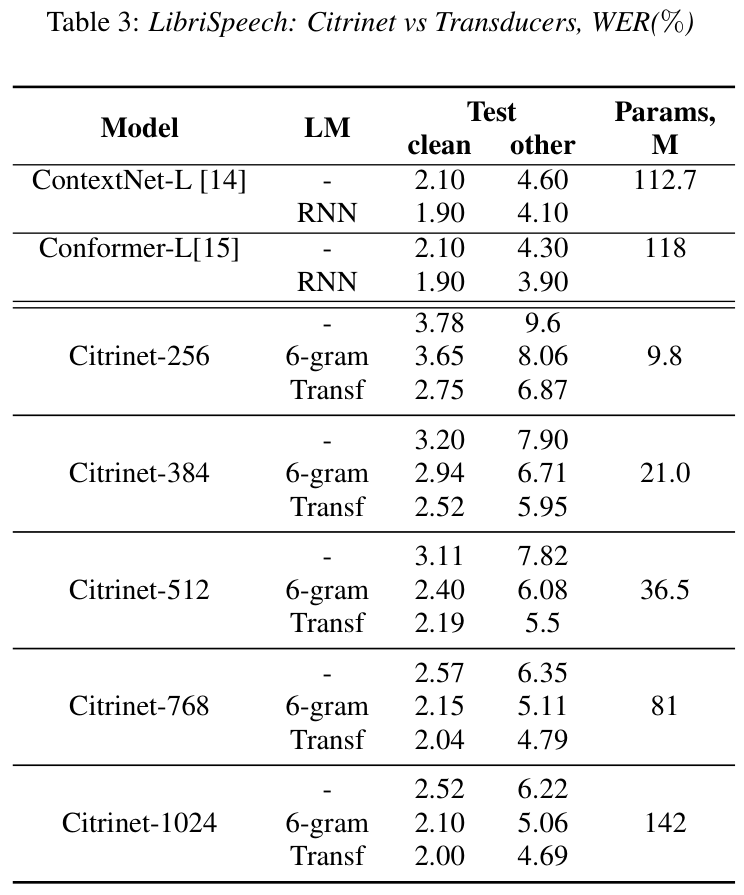 Table 3: LibriSpeech: Citrinet vs Transducers, WER(%)
Model LM Test Params,
clean other M
ContextNet-L [14] - 2.10 4.60 112.7
RNN 1.90 4.10
Conformer-L[15] - 2.10 4.30 118
RNN 1.90 3.90
- 3.78 9.6
Citrinet-256 6-gram 3.65 8.06 9.8
Transf 2.75 6.87
- 3.20 7.90
Citrinet-384 6-gram 2.94 6.71 21.0
Transf 2.52 5.95
- 3.11 7.82
Citrinet-512 6-gram 2.40 6.08 36.5
Transf 2.19 5.5
- 2.57 6.35
Citrinet-768 6-gram 2.15 5.11 81
Transf 2.04 4.79
- 2.52 6.22
Citrinet-1024 6-gram 2.10 5.06 142
Transf 2.00 4.69